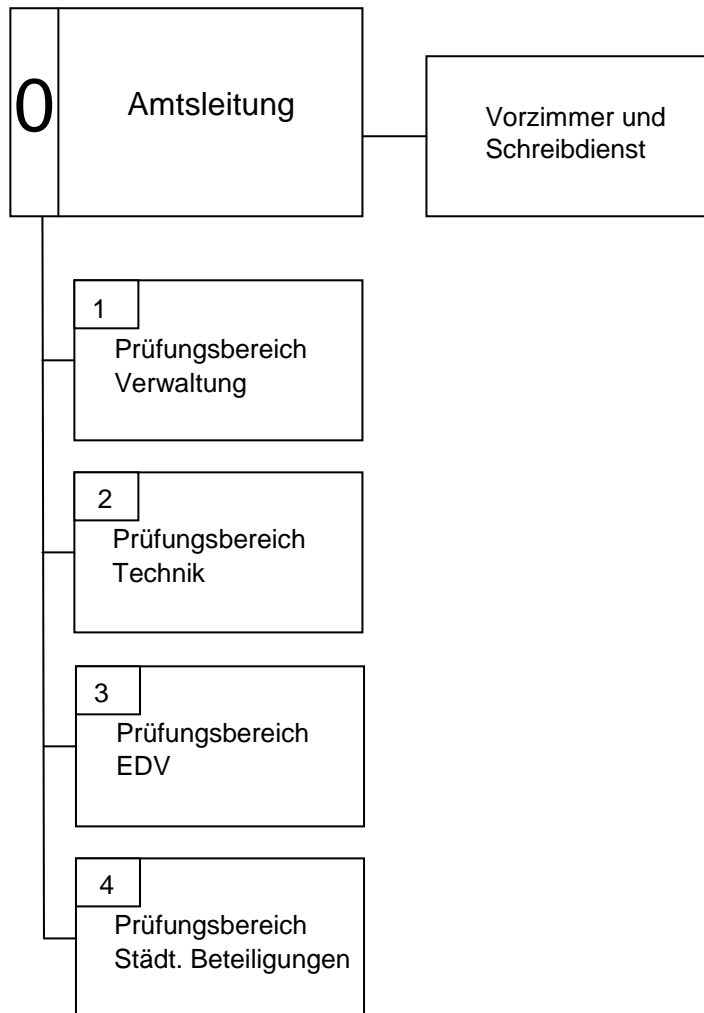 0
Amtsleitung
Vorzimmer und
Schreibdienst
1
Prüfungsbereich
Verwaltung
2
Prüfungsbereich
Technik
3
Prüfungsbereich
EDV
4
Prüfungsbereich
Städt. Beteiligungen